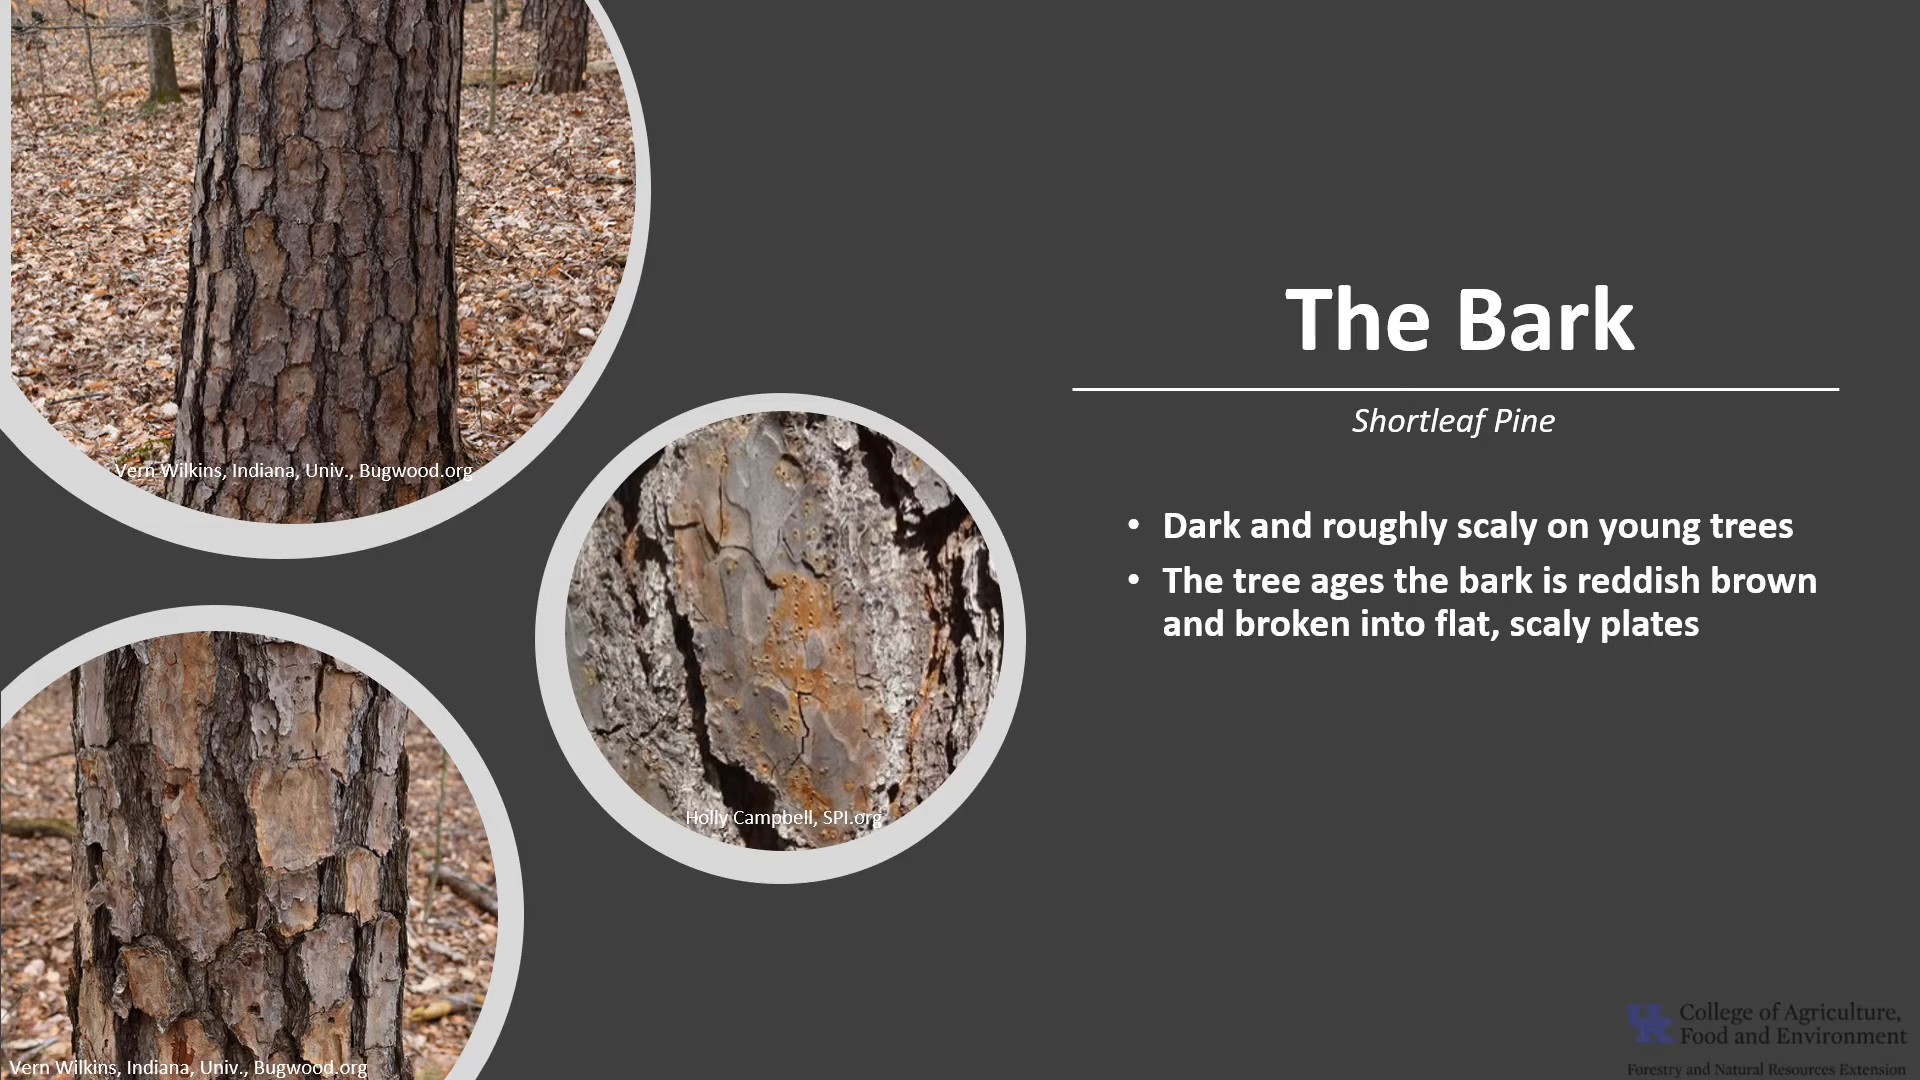 The Bark
Shortleaf Pine
• Dark and roughly scaly on young trees
• The tree ages the bark is reddish brown
and broken into flat, scaly plates
Vern Wilkins, Indiana, Univ., Bugwood.org
Holly Campbell, SPI.org
Vern Wilkins, Indiana, Univ., Bugwood.org
UK
College of Agriculture,
Food and Environment
Forestry and Natural Resources Extension